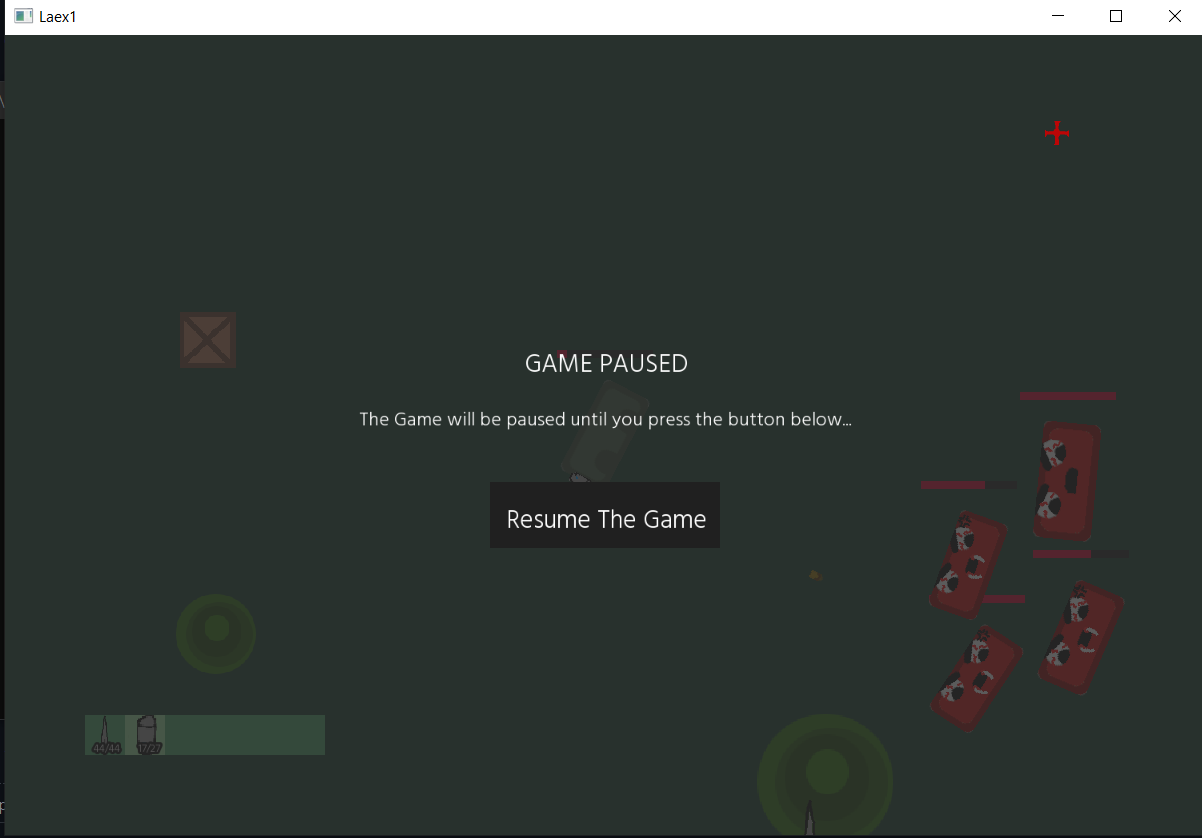 Laex1
GAME PAUSED
The Game will be paused until you press the button below...
Resume The Game
44/44 17/27